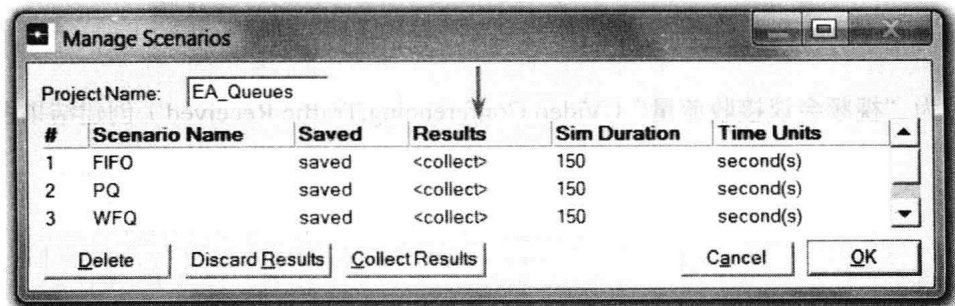 Manage Scenarios
Project Name: EA_Queues
# Scenario Name Saved Results Sim Duration Time Units
1 FIFO saved <collect> 150 second(s)
2 PQ saved <collect> 150 second(s)
3 WFQ saved <collect> 150 second(s)
Delete Discard Results Collect Results Cancel OK